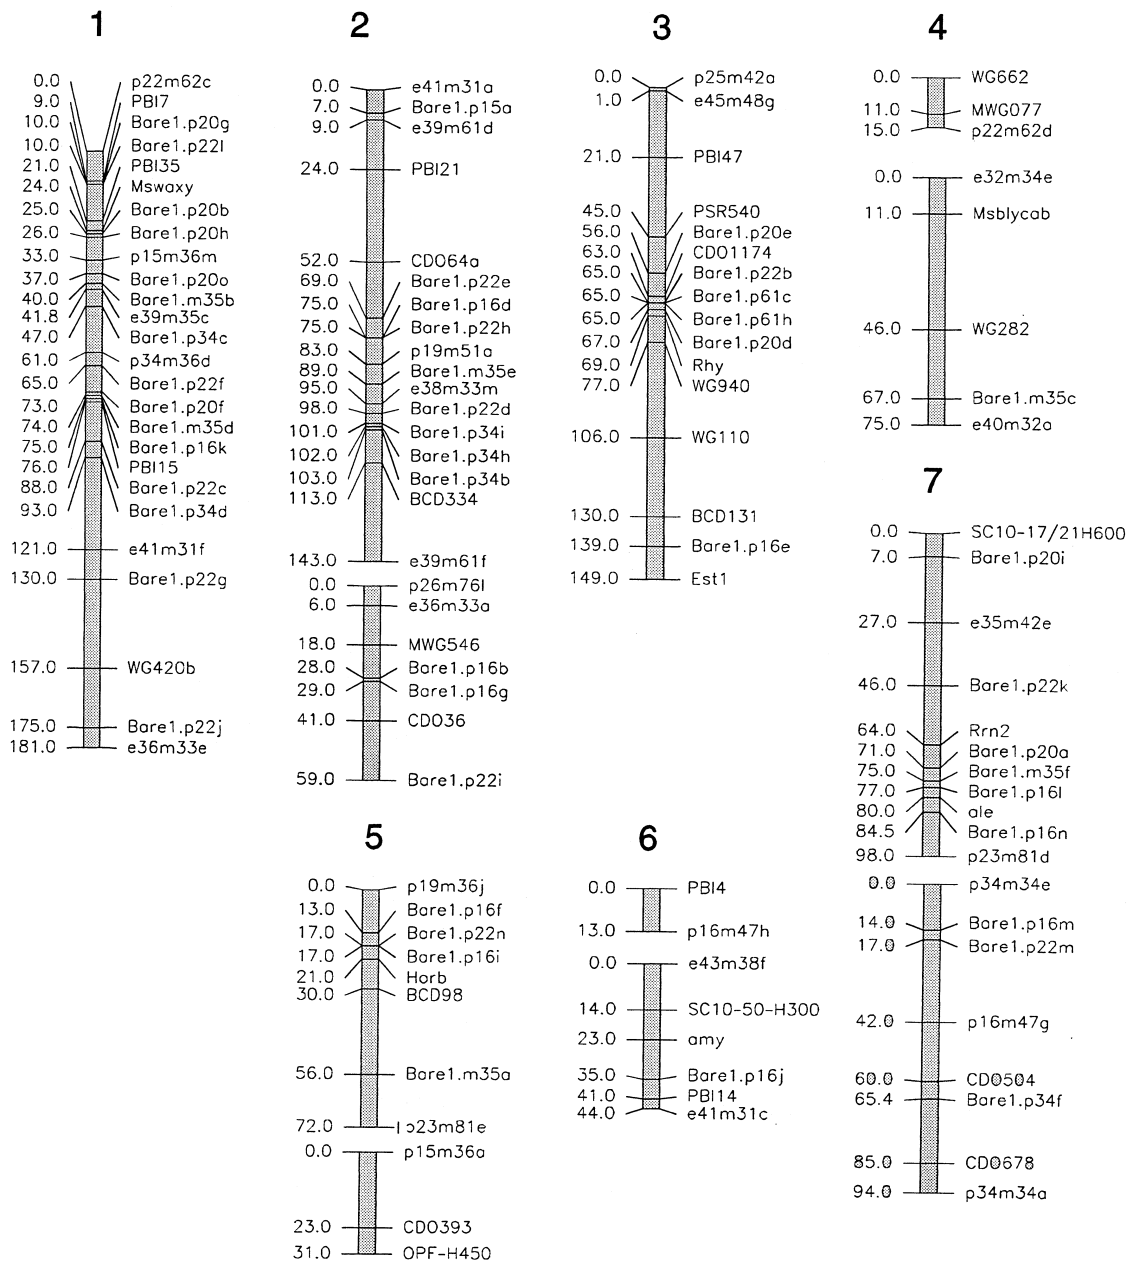 1
0.0 p22m62c
9.0 PBI7
10.0 Bare1.p20g
10.0 Bare1.p22l
21.0 PBI35
24.0 Mswaxy
25.0 Bare1.p20b
26.0 Bare1.p20h
33.0 p15m36m
37.0 Bare1.p20o
40.0 Bare1.m35b
41.8 e39m35c
47.0 Bare1.p34c
61.0 p34m36d
65.0 Bare1.p22f
73.0 Bare1.p20f
74.0 Bare1.m35d
75.0 Bare1.p16k
76.0 PBI15
88.0 Bare1.p22c
93.0 Bare1.p34d
121.0 e41m31f
130.0 Bare1.p22g
157.0 WG420b
175.0 Bare1.p22j
181.0 e36m33e
2
0.0 e41m31a
7.0 Bare1.p15a
9.0 e39m61d
24.0 PBI21
52.0 CDO64a
69.0 Bare1.p22e
75.0 Bare1.p16d
75.0 Bare1.p22h
83.0 p19m51a
89.0 Bare1.m35e
95.0 e38m33m
98.0 Bare1.p22d
101.0 Bare1.p34i
102.0 Bare1.p34h
103.0 Bare1.p34b
113.0 BCD334
143.0 e39m61f
0.0 p26m76l
6.0 e36m33a
18.0 MWG546
28.0 Bare1.p16b
29.0 Bare1.p16g
41.0 CDO36
59.0 Bare1.p22i
3
0.0 p25m42a
1.0 e45m48g
21.0 PBI47
45.0 PSR540
56.0 Bare1.p20e
63.0 CDO1174
65.0 Bare1.p22b
65.0 Bare1.p61c
65.0 Bare1.p61h
67.0 Bare1.p20d
69.0 Rhy
77.0 WG940
106.0 WG110
130.0 BCD131
139.0 Bare1.p16e
149.0 Est1
4
0.0 WG662
11.0 MWG077
15.0 p22m62d
0.0 e32m34e
11.0 Msblycab
46.0 WG282
67.0 Bare1.m35c
75.0 e40m32a
5
0.0 p19m36j
13.0 Bare1.p16f
17.0 Bare1.p22n
17.0 Bare1.p16i
21.0 Horb
30.0 BCD98
56.0 Bare1.m35a
72.0 p23m81e
0.0 p15m36a
23.0 CDO393
31.0 OPF-H450
6
0.0 PBI4
13.0 p16m47h
0.0 e43m38f
14.0 SC10-50-H300
23.0 amy
35.0 Bare1.p16j
41.0 PBI14
44.0 e41m31c
7
0.0 SC10-17/21H600
7.0 Bare1.p20i
27.0 e35m42e
46.0 Bare1.p22k
64.0 Rrn2
71.0 Bare1.p20a
75.0 Bare1.m35f
77.0 Bare1.p16l
80.0 ale
84.5 Bare1.p16n
98.0 p23m81d
0.0 p34m34e
14.0 Bare1.p16m
17.0 Bare1.p22m
42.0 p16m47g
60.0 CDO504
65.4 Bare1.p34f
85.0 CDO678
94.0 p34m34a